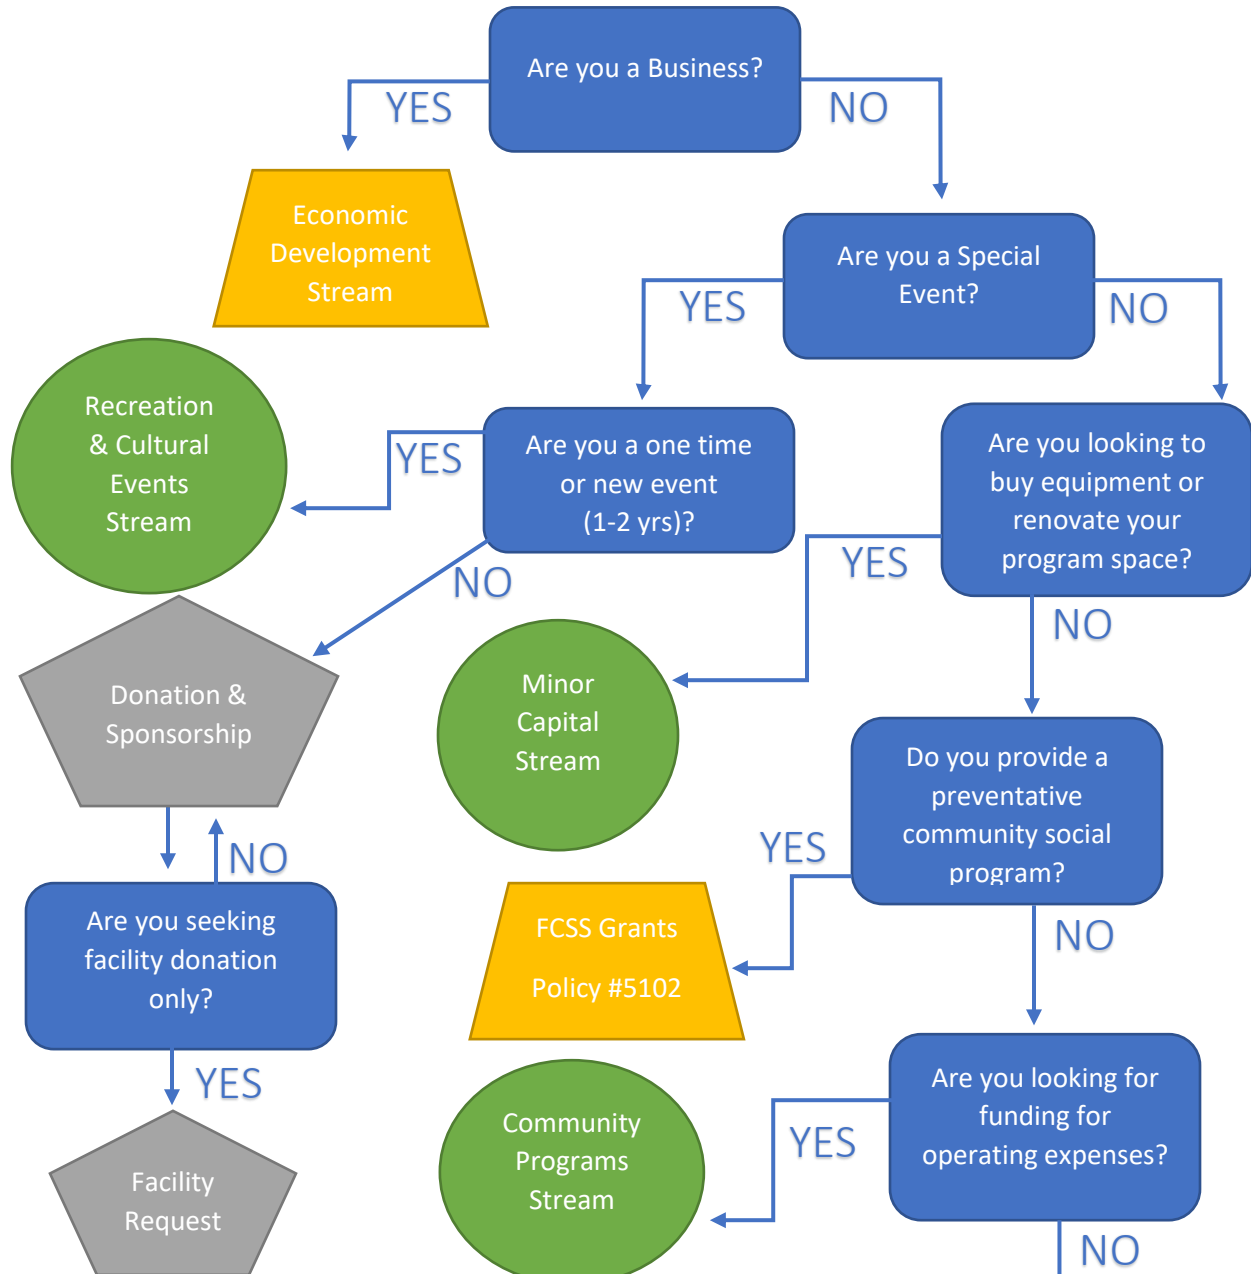 Are you a Business?
YES
NO
Economic
Development
Stream
Are you a Special
Event?
YES
NO
Recreation
& Cultural
Events
Stream
YES
Are you a one time
or new event
(1-2 yrs)?
NO
Are you looking to
buy equipment or
renovate your
program space?
YES
NO
Donation &
Sponsorship
Minor
Capital
Stream
Do you provide a
preventative
community social
program?
YES
NO
NO
Are you seeking
facility donation
only?
YES
FCSS Grants
Policy #5102
Are you looking for
funding for
operating expenses?
YES
NO
Community
Programs
Stream
Facility
Request